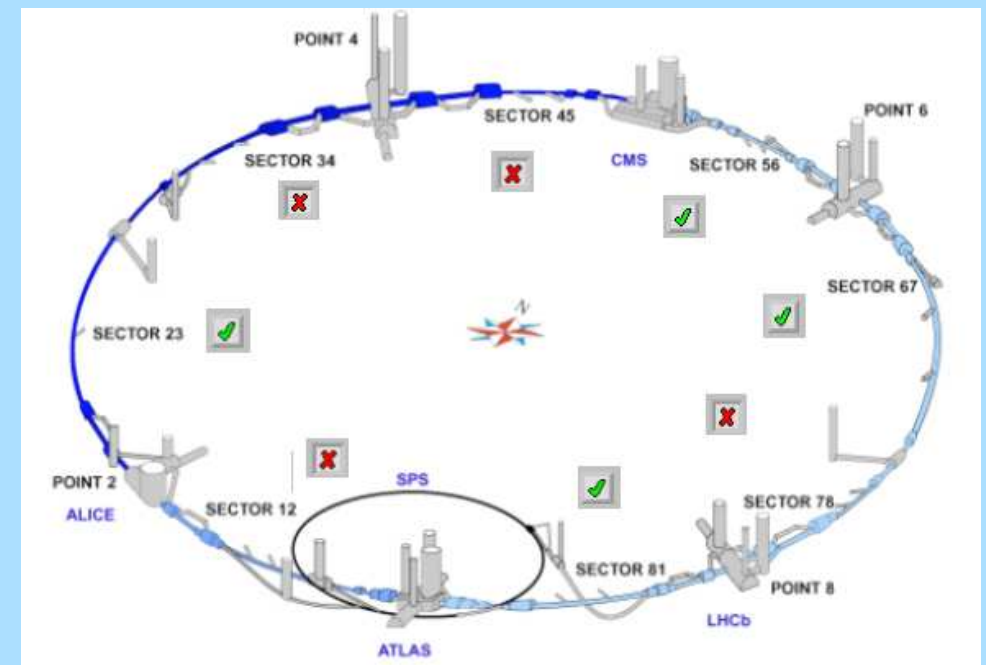 POINT 4
POINT 6
SECTOR 45
CMS
SECTOR 56
SECTOR 34
N
SECTOR 67
SECTOR 23
POINT 2
ALICE
SECTOR 12
SPS
SECTOR 78
SECTOR 81
POINT 8
LHCb
ATLAS